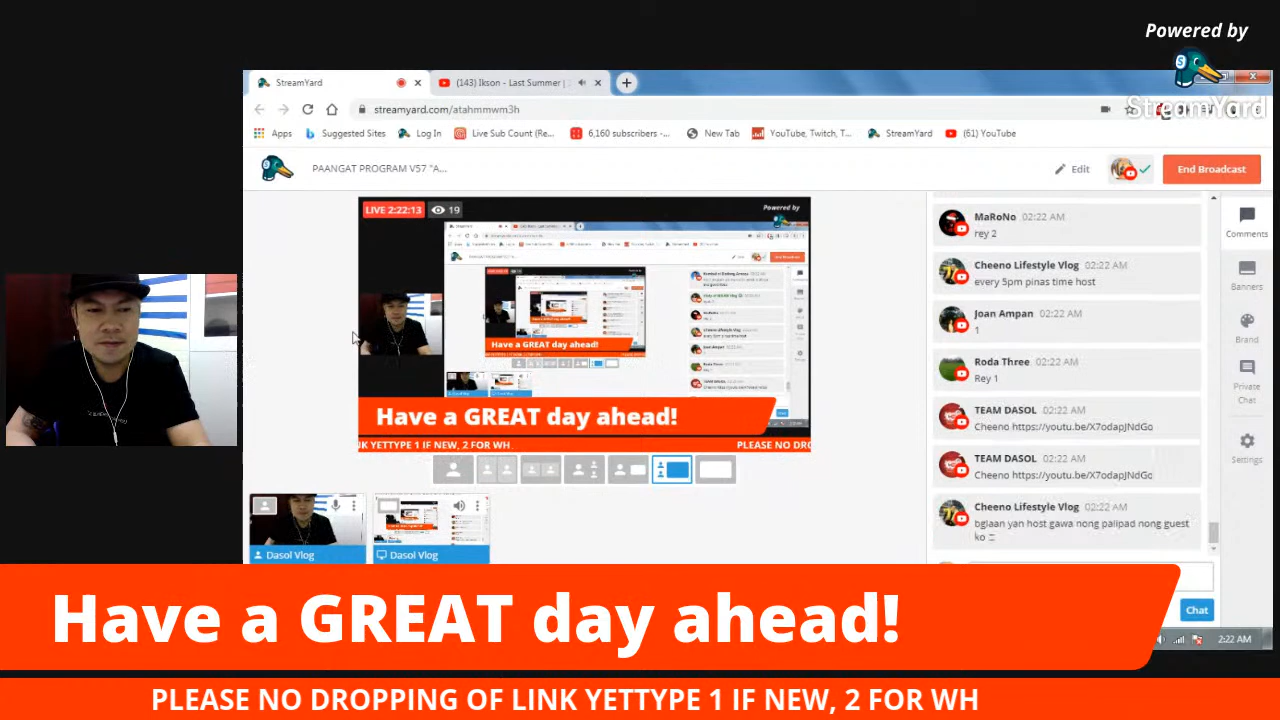 Powered by
StreamYard
StreamYard
(143) Ikson - Last Summer |
streamyard.com/atahmmwm3h
Apps
Suggested Sites
Log In
Live Sub Count (Re...
6,160 subscribers -...
New Tab
YouTube, Twitch, T...
StreamYard
(61) YouTube
PAANGAT PROGRAM V57 "A...
Edit
End Broadcast
LIVE 2:22:13
19
Powered by
Have a GREAT day ahead!
Have a GREAT day ahead!
NK YETTYPE 1 IF NEW, 2 FOR WH
PLEASE NO DRO
Dasol Vlog
Dasol Vlog
MaRoNo 02:22 AM
rey 2
Cheeno Lifestyle Vlog 02:22 AM
every 5pm pinas time host
Joan Ampan 02:22 AM
1
Roda Three 02:22 AM
Rey 1
TEAM DASOL 02:22 AM
Cheeno https://youtu.be/X7odapJNdGo
TEAM DASOL 02:22 AM
Cheeno https://youtu.be/X7odapJNdGo
Cheeno Lifestyle Vlog 02:22 AM
bgiaan yan host gawa nong palipad nong guest
ko
Comments
Banners
Brand
Private
Chat
Settings
Chat
2:22 AM
Have a GREAT day ahead!
PLEASE NO DROPPING OF LINK YETTYPE 1 IF NEW, 2 FOR WH